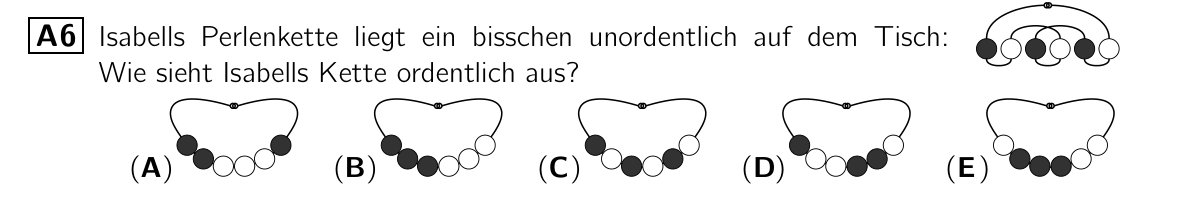 A6 Isabells Perlenkette liegt ein bisschen unordentlich auf dem Tisch:
Wie sieht Isabells Kette ordentlich aus?
(A) (B) (C) (D) (E)